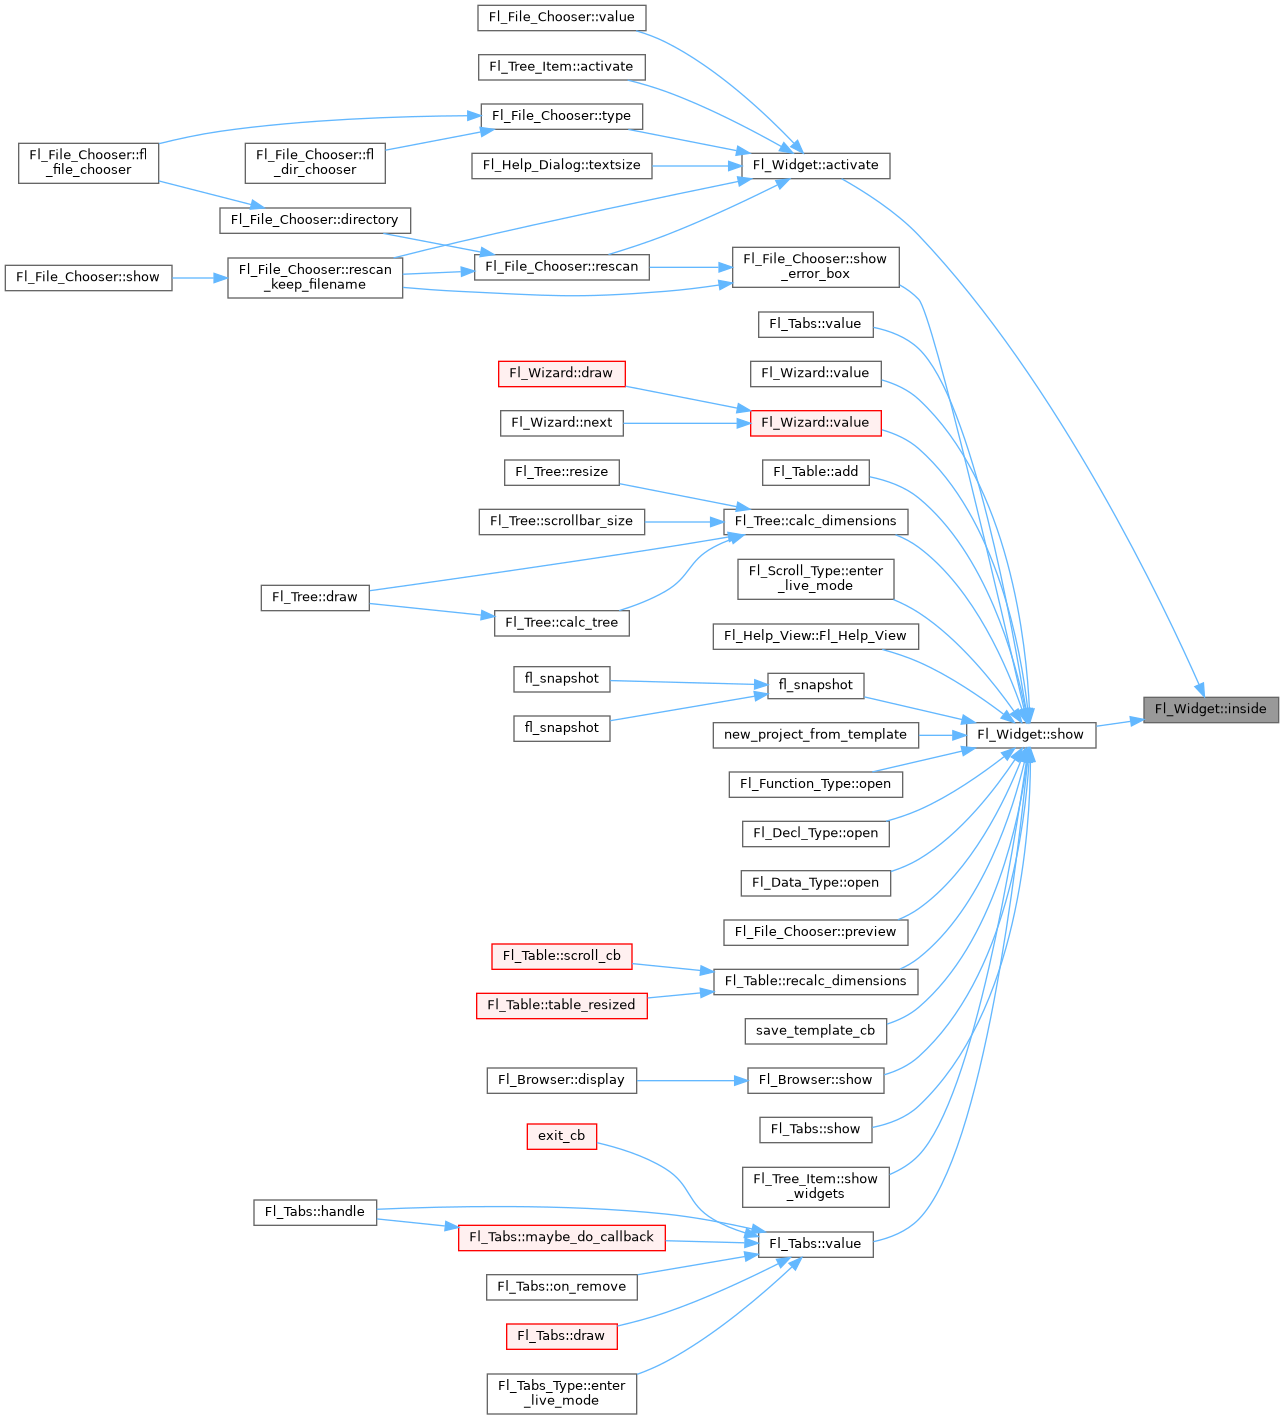 Fl_File_Chooser::value
Fl_Tree_Item::activate
Fl_File_Chooser::type
Fl_File_Chooser::fl
_file_chooser
Fl_File_Chooser::fl
_dir_chooser
Fl_Help_Dialog::textsize
Fl_Widget::activate
Fl_File_Chooser::directory
Fl_File_Chooser::show
Fl_File_Chooser::rescan
_keep_filename
Fl_File_Chooser::rescan
Fl_File_Chooser::show
_error_box
Fl_Tabs::value
Fl_Wizard::draw
Fl_Wizard::value
Fl_Wizard::next
Fl_Wizard::value
Fl_Tree::resize
Fl_Table::add
Fl_Tree::scrollbar_size
Fl_Tree::calc_dimensions
Fl_Scroll_Type::enter
_live_mode
Fl_Tree::draw
Fl_Tree::calc_tree
Fl_Help_View::Fl_Help_View
fl_snapshot
fl_snapshot
fl_snapshot
Fl_Widget::inside
new_project_from_template
Fl_Widget::show
Fl_Function_Type::open
Fl_Decl_Type::open
Fl_Data_Type::open
Fl_File_Chooser::preview
Fl_Table::scroll_cb
Fl_Table::recalc_dimensions
Fl_Table::table_resized
save_template_cb
Fl_Browser::display
Fl_Browser::show
exit_cb
Fl_Tabs::show
Fl_Tree_Item::show
_widgets
Fl_Tabs::handle
Fl_Tabs::maybe_do_callback
Fl_Tabs::value
Fl_Tabs::on_remove
Fl_Tabs::draw
Fl_Tabs_Type::enter
_live_mode